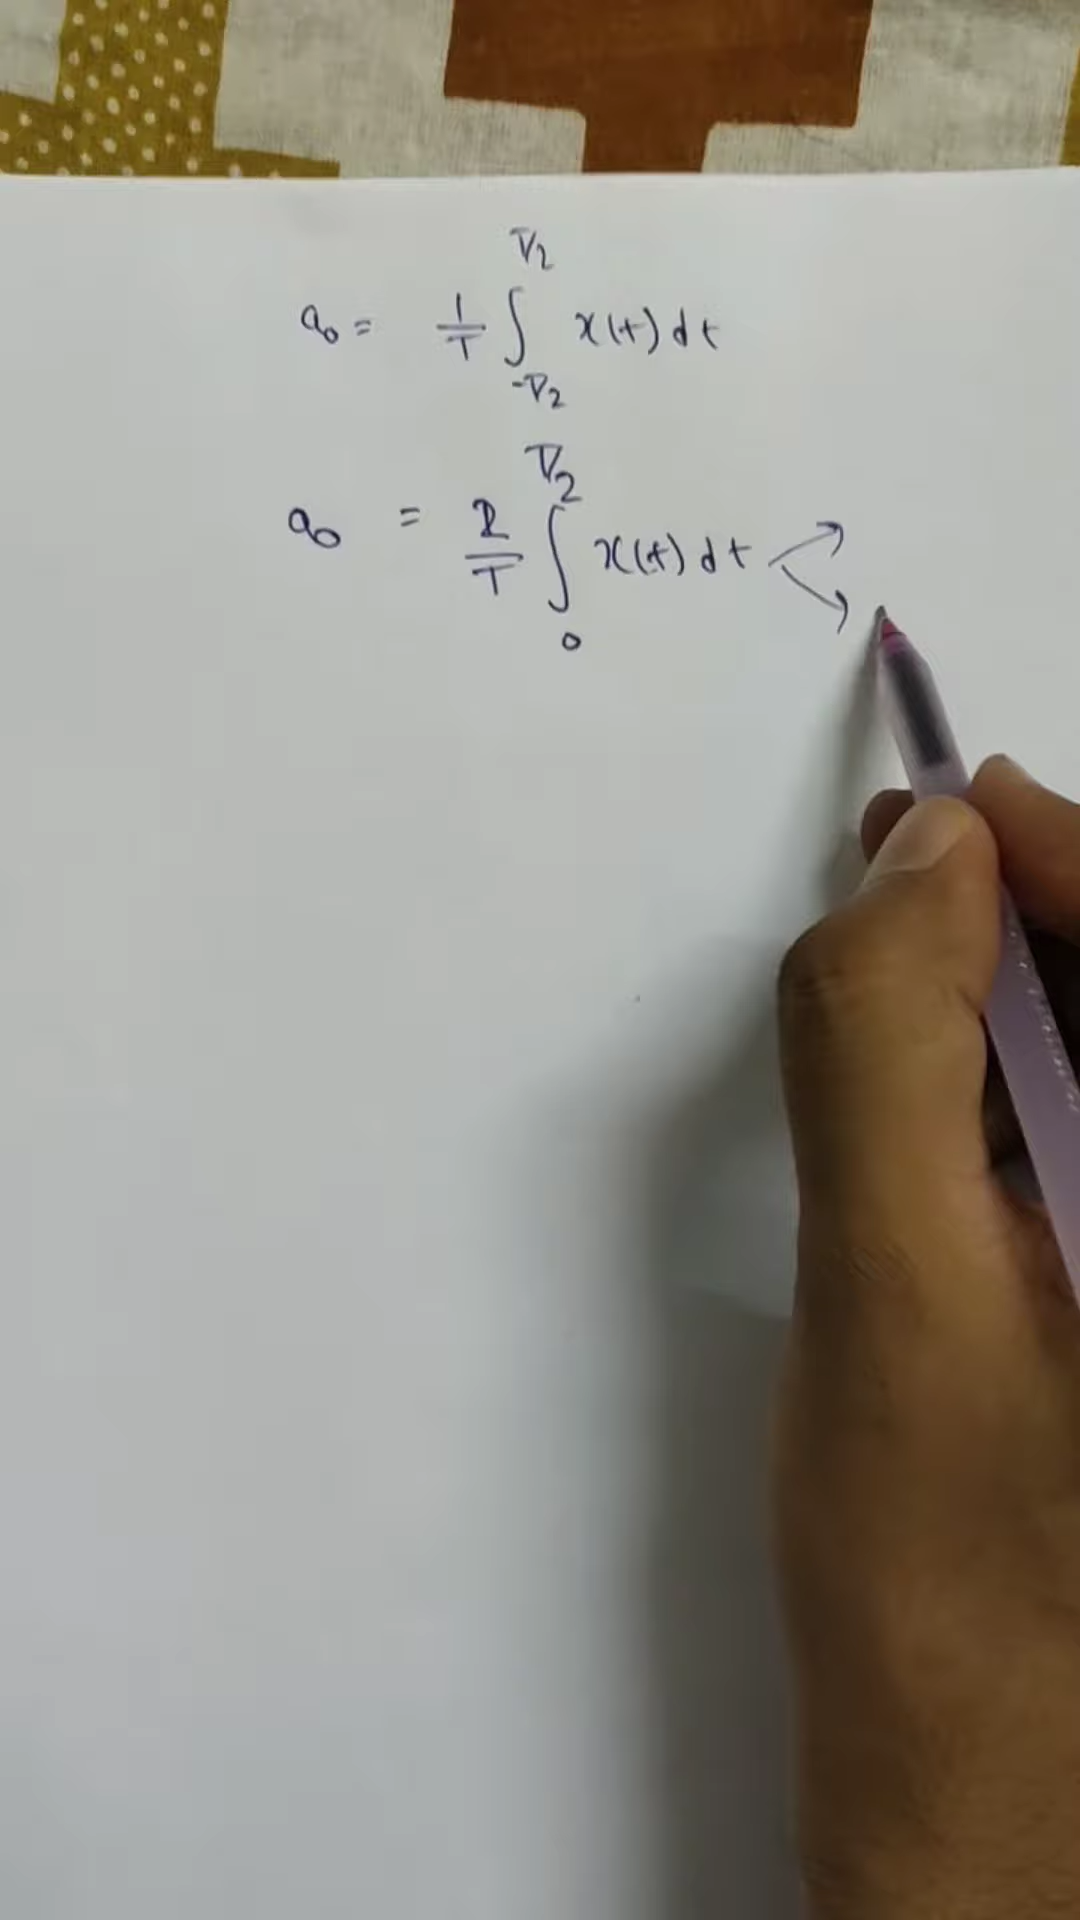 a₀ = 1/T ∫_{-T/2}^{T/2} x(t) dt
a₀ = 2/T ∫_{0}^{T/2} x(t) dt